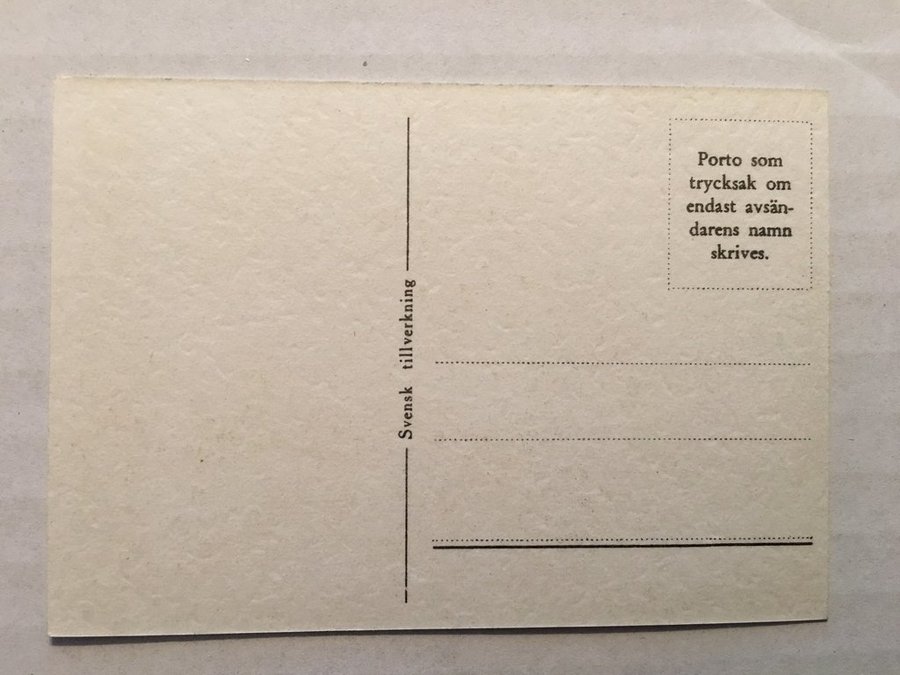 Porto som
trycksak om
endast avsän-
darens namn
skrives.
Svensk tillverkning